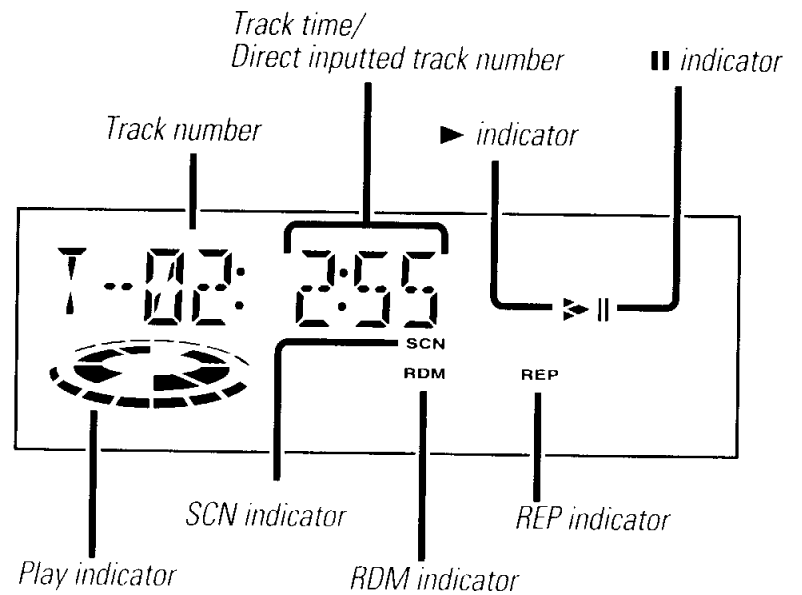 Track time/
Direct inputted track number
II indicator
► indicator
Track number
T-02: 2:55
SCN
RDM
REP
SCN indicator
REP indicator
Play indicator
RDM indicator